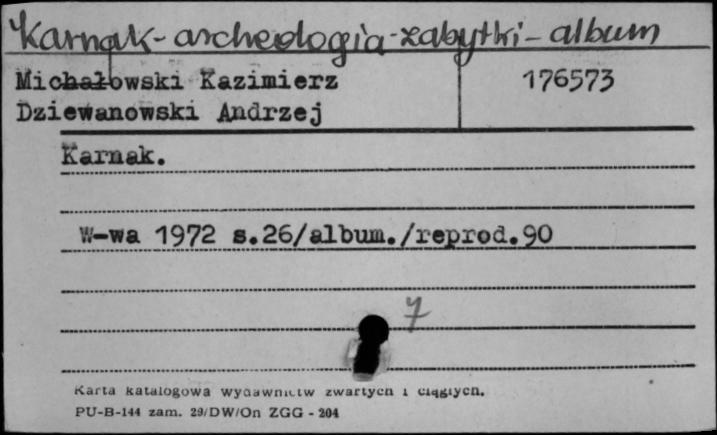 Karnak - archeologia - zabytki - album
Michałowski Kazimierz 176573
Dziewanowski Andrzej
Karnak.
W-wa 1972 s.26/album./reprod.90
7
Karta katalogowa wydawnictw zwartych i ciągłych.
PU-B-144 zam. 29/DW/On ZGG - 204